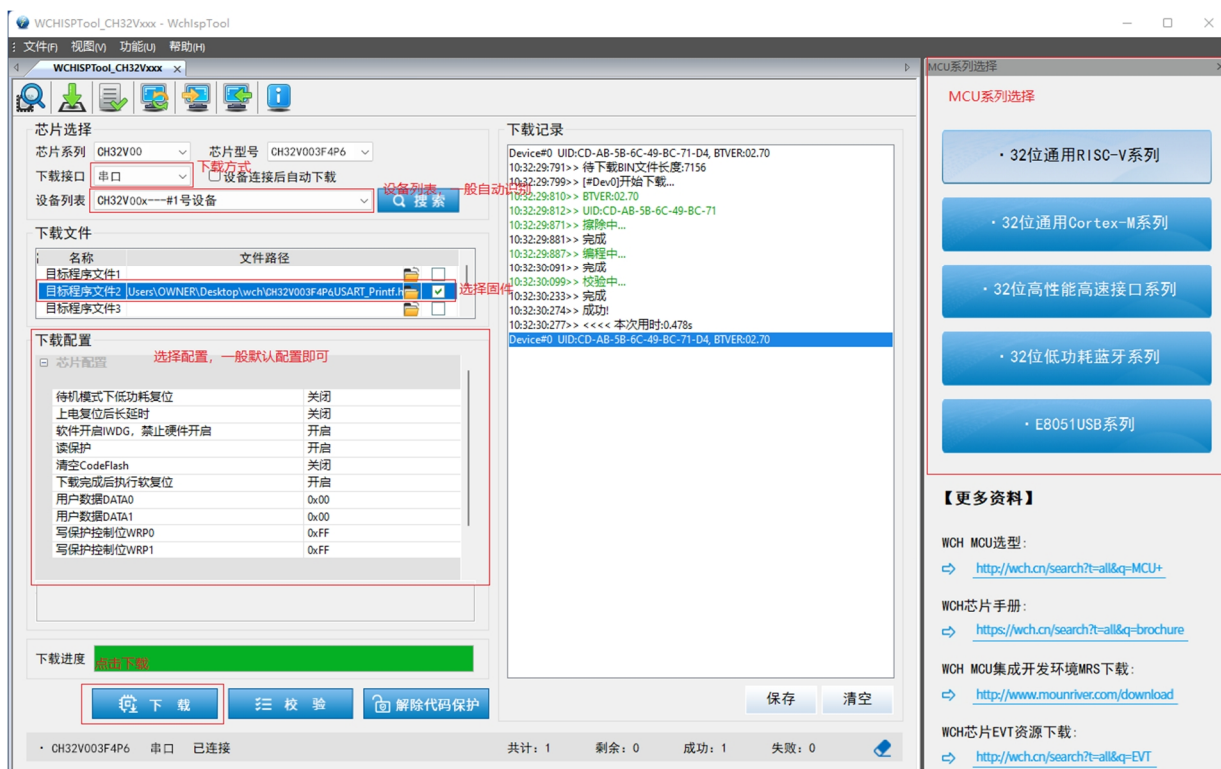 WCHISPTool_CH32Vxxx - WchIspTool
文件(F) 视图(V) 功能(U) 帮助(H)
WCHISPTool_CH32Vxxx
芯片选择
芯片系列 CH32V00 芯片型号 CH32V003F4P6
下载接口 串口 下载方式 设备连接后自动下载
设备列表 CH32V00x---#1号设备 设备列表,一般自动识别
搜 索
下载文件
名称 文件路径
目标程序文件1
目标程序文件2 Users\OWNER\Desktop\wch\CH32V003F4P6USART_Printf.h 选择固件
目标程序文件3
下载配置
选择配置,一般默认配置即可
芯片配置
待机模式下低功耗复位 关闭
上电复位后长延时 关闭
软件开启IWDG,禁止硬件开启 开启
读保护 开启
清空CodeFlash 关闭
下载完成后执行软复位 开启
用户数据DATA0 0x00
用户数据DATA1 0x00
写保护控制位WRP0 0xFF
写保护控制位WRP1 0xFF
下载进度 点击下载
下 载 校 验 解除代码保护
下载记录
Device#0 UID:CD-AB-5B-6C-49-BC-71-D4, BTVER:02.70
10:32:29:791>> 待下载BIN文件长度:7156
10:32:29:799>> [#Dev0]开始下载...
10:32:29:810>> BTVER:02.70
10:32:29:812>> UID:CD-AB-5B-6C-49-BC-71
10:32:29:871>> 擦除中...
10:32:29:881>> 完成
10:32:29:887>> 编程中...
10:32:30:091>> 完成
10:32:30:099>> 校验中...
10:32:30:233>> 完成
10:32:30:274>> 成功!
10:32:30:277>> <<<< 本次用时:0.478s
Device#0 UID:CD-AB-5B-6C-49-BC-71-D4, BTVER:02.70
保存 清空
· CH32V003F4P6 串口 已连接 共计: 1 剩余: 0 成功: 1 失败: 0
MCU系列选择
MCU系列选择
· 32位通用RISC-V系列
· 32位通用Cortex-M系列
· 32位高性能高速接口系列
· 32位低功耗蓝牙系列
· E8051USB系列
【更多资料】
WCH MCU选型:
http://wch.cn/search?t=all&q=MCU+
WCH芯片手册:
https://wch.cn/search?t=all&q=brochure
WCH MCU集成开发环境MRS下载:
http://www.mounriver.com/download
WCH芯片EVT资源下载:
http://wch.cn/search?t=all&q=EVT